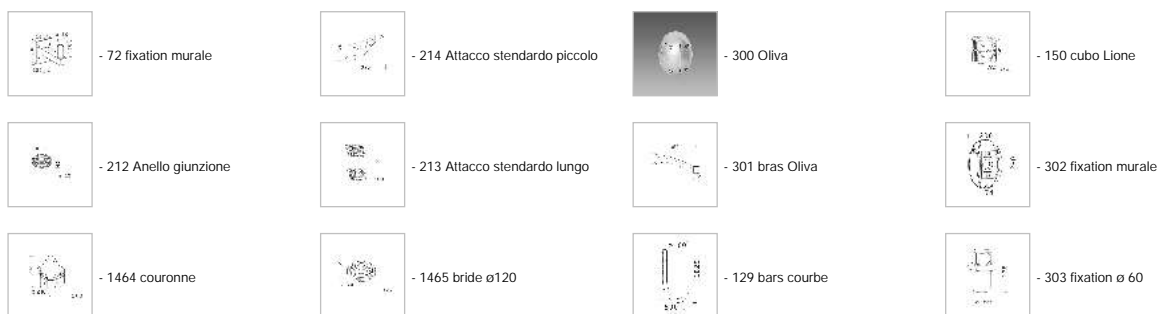 - 72 fixation murale
- 214 Attacco stendardo piccolo
- 300 Oliva
- 150 cubo Lione
- 212 Anello giunzione
- 213 Attacco stendardo lungo
- 301 bras Oliva
- 302 fixation murale
- 1464 couronne
- 1465 bride ø120
- 129 bars courbe
- 303 fixation ø 60